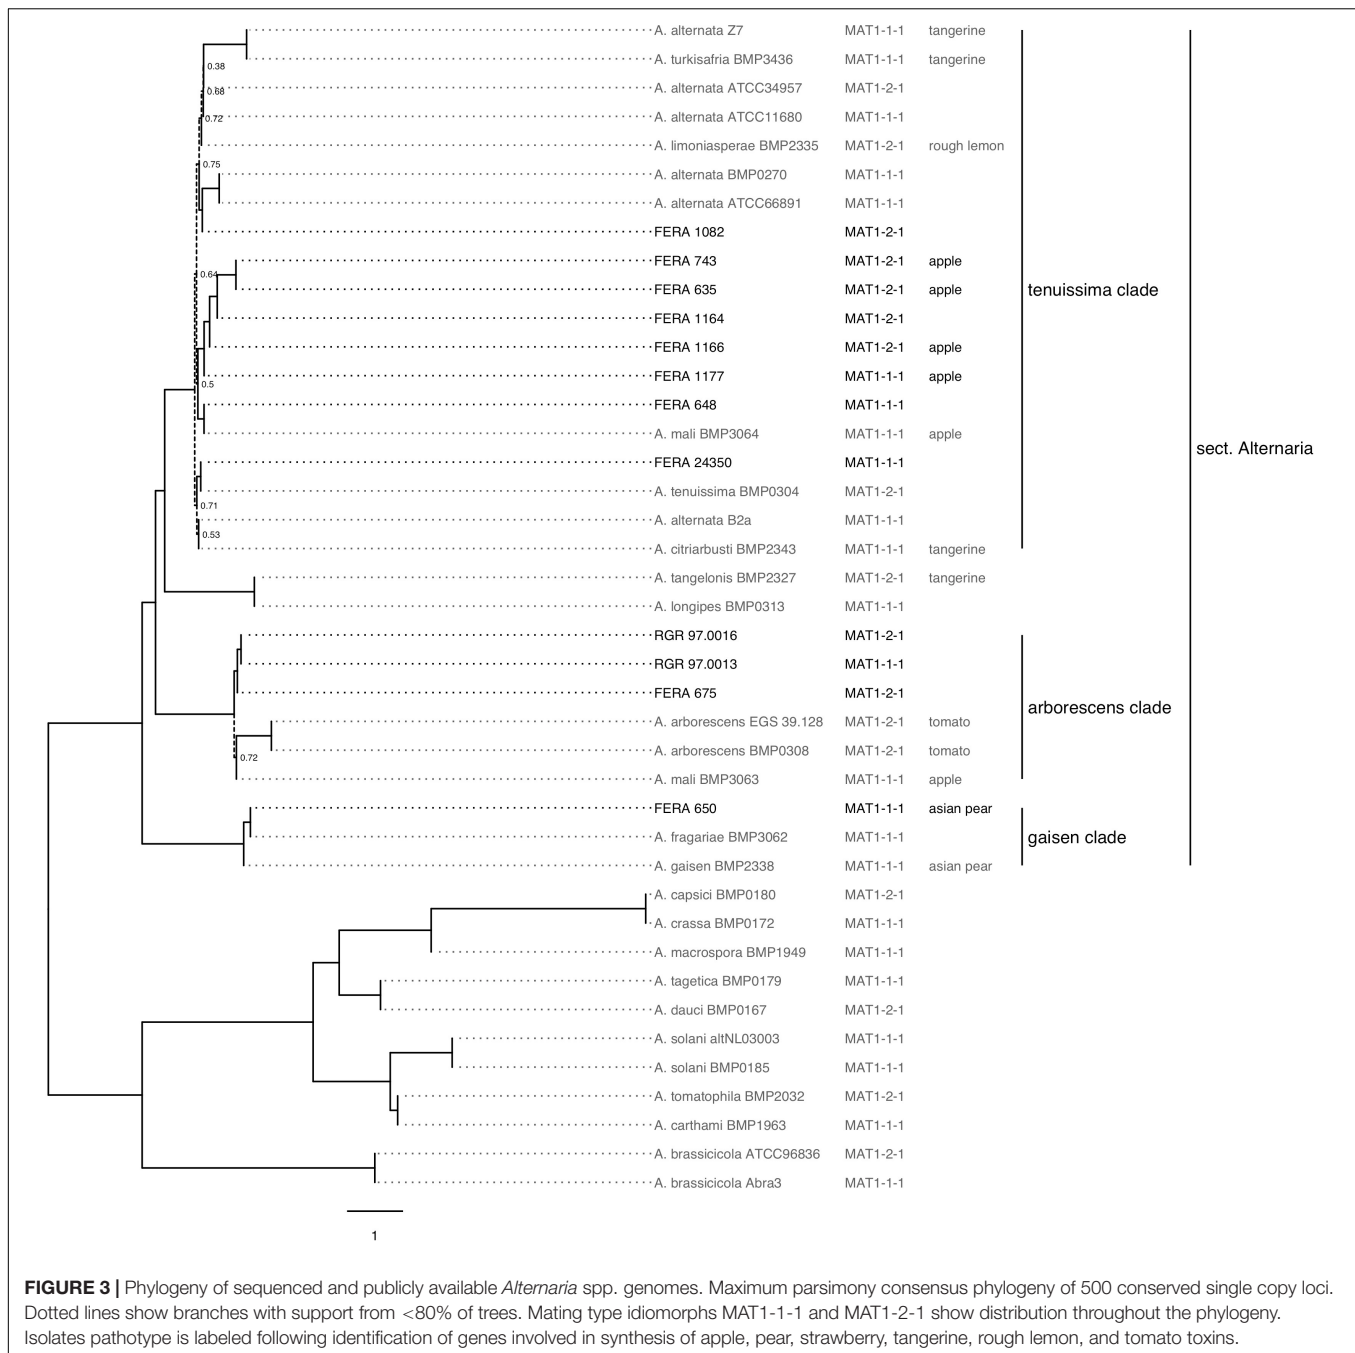 A. alternata Z7 MAT1-1-1 tangerine
A. turkisafria BMP3436 MAT1-1-1 tangerine
0.38
A. alternata ATCC34957 MAT1-2-1
0.68
A. alternata ATCC11680 MAT1-1-1
0.72
A. limoniasperae BMP2335 MAT1-2-1 rough lemon
0.75
A. alternata BMP0270 MAT1-1-1
A. alternata ATCC66891 MAT1-1-1
FERA 1082 MAT1-2-1
FERA 743 MAT1-2-1 apple
0.64
FERA 635 MAT1-2-1 apple
tenuissima clade
FERA 1164 MAT1-2-1
FERA 1166 MAT1-2-1 apple
FERA 1177 MAT1-1-1 apple
0.5
FERA 648 MAT1-1-1
A. mali BMP3064 MAT1-1-1 apple
sect. Alternaria
FERA 24350 MAT1-1-1
A. tenuissima BMP0304 MAT1-2-1
0.71
A. alternata B2a MAT1-1-1
0.53
A. citriarbusti BMP2343 MAT1-1-1 tangerine
A. tangelonis BMP2327 MAT1-2-1 tangerine
A. longipes BMP0313 MAT1-1-1
RGR 97.0016 MAT1-2-1
RGR 97.0013 MAT1-1-1
FERA 675 MAT1-2-1
arborescens clade
A. arborescens EGS 39.128 MAT1-2-1 tomato
A. arborescens BMP0308 MAT1-2-1 tomato
0.72
A. mali BMP3063 MAT1-1-1 apple
FERA 650 MAT1-1-1 asian pear
A. fragariae BMP3062 MAT1-1-1
gaisen clade
A. gaisen BMP2338 MAT1-1-1 asian pear
A. capsici BMP0180 MAT1-2-1
A. crassa BMP0172 MAT1-1-1
A. macrospora BMP1949 MAT1-1-1
A. tagetica BMP0179 MAT1-1-1
A. dauci BMP0167 MAT1-2-1
A. solani altNL03003 MAT1-1-1
A. solani BMP0185 MAT1-1-1
A. tomatophila BMP2032 MAT1-2-1
A. carthami BMP1963 MAT1-1-1
A. brassicicola ATCC96836 MAT1-2-1
A. brassicicola Abra3 MAT1-1-1
1
FIGURE 3 | Phylogeny of sequenced and publicly available Alternaria spp. genomes. Maximum parsimony consensus phylogeny of 500 conserved single copy loci.
Dotted lines show branches with support from <80% of trees. Mating type idiomorphs MAT1-1-1 and MAT1-2-1 show distribution throughout the phylogeny.
Isolates pathotype is labeled following identification of genes involved in synthesis of apple, pear, strawberry, tangerine, rough lemon, and tomato toxins.